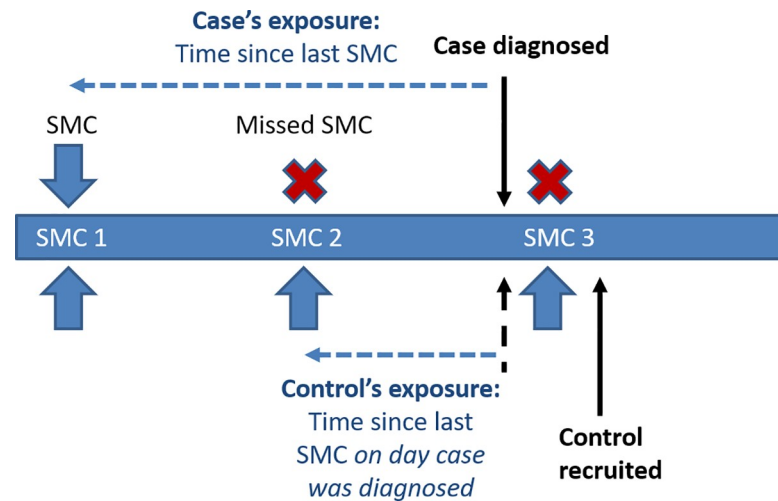 Case's exposure:
Time since last SMC
Case diagnosed
SMC
Missed SMC
SMC 1
SMC 2
SMC 3
Control's exposure:
Time since last
SMC on day case
was diagnosed
Control
recruited